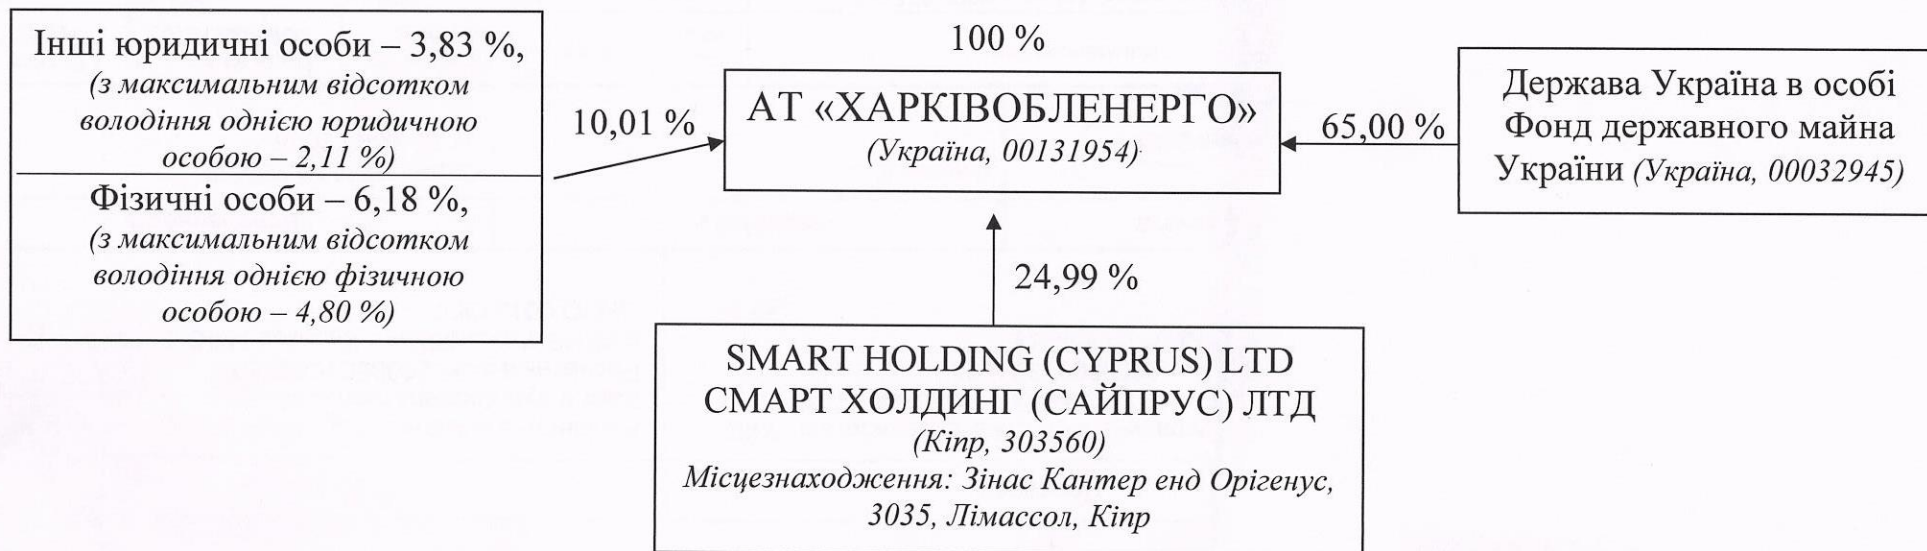 Інші юридичні особи – 3,83 %,
(з максимальним відсотком
володіння однією юридичною
особою – 2,11 %)
Фізичні особи – 6,18 %,
(з максимальним відсотком
володіння однією фізичною
особою – 4,80 %)
10,01 %
100 %
АТ «ХАРКІВОБЛЕНЕРГО»
(Україна, 00131954)
65,00 %
Держава Україна в особі
Фонд державного майна
України (Україна, 00032945)
24,99 %
SMART HOLDING (CYPRUS) LTD
СМАРТ ХОЛДИНГ (САЙПРУС) ЛТД
(Кіпр, 303560)
Місцезнаходження: Зінас Кантер енд Орігенус,
3035, Лімассол, Кіпр